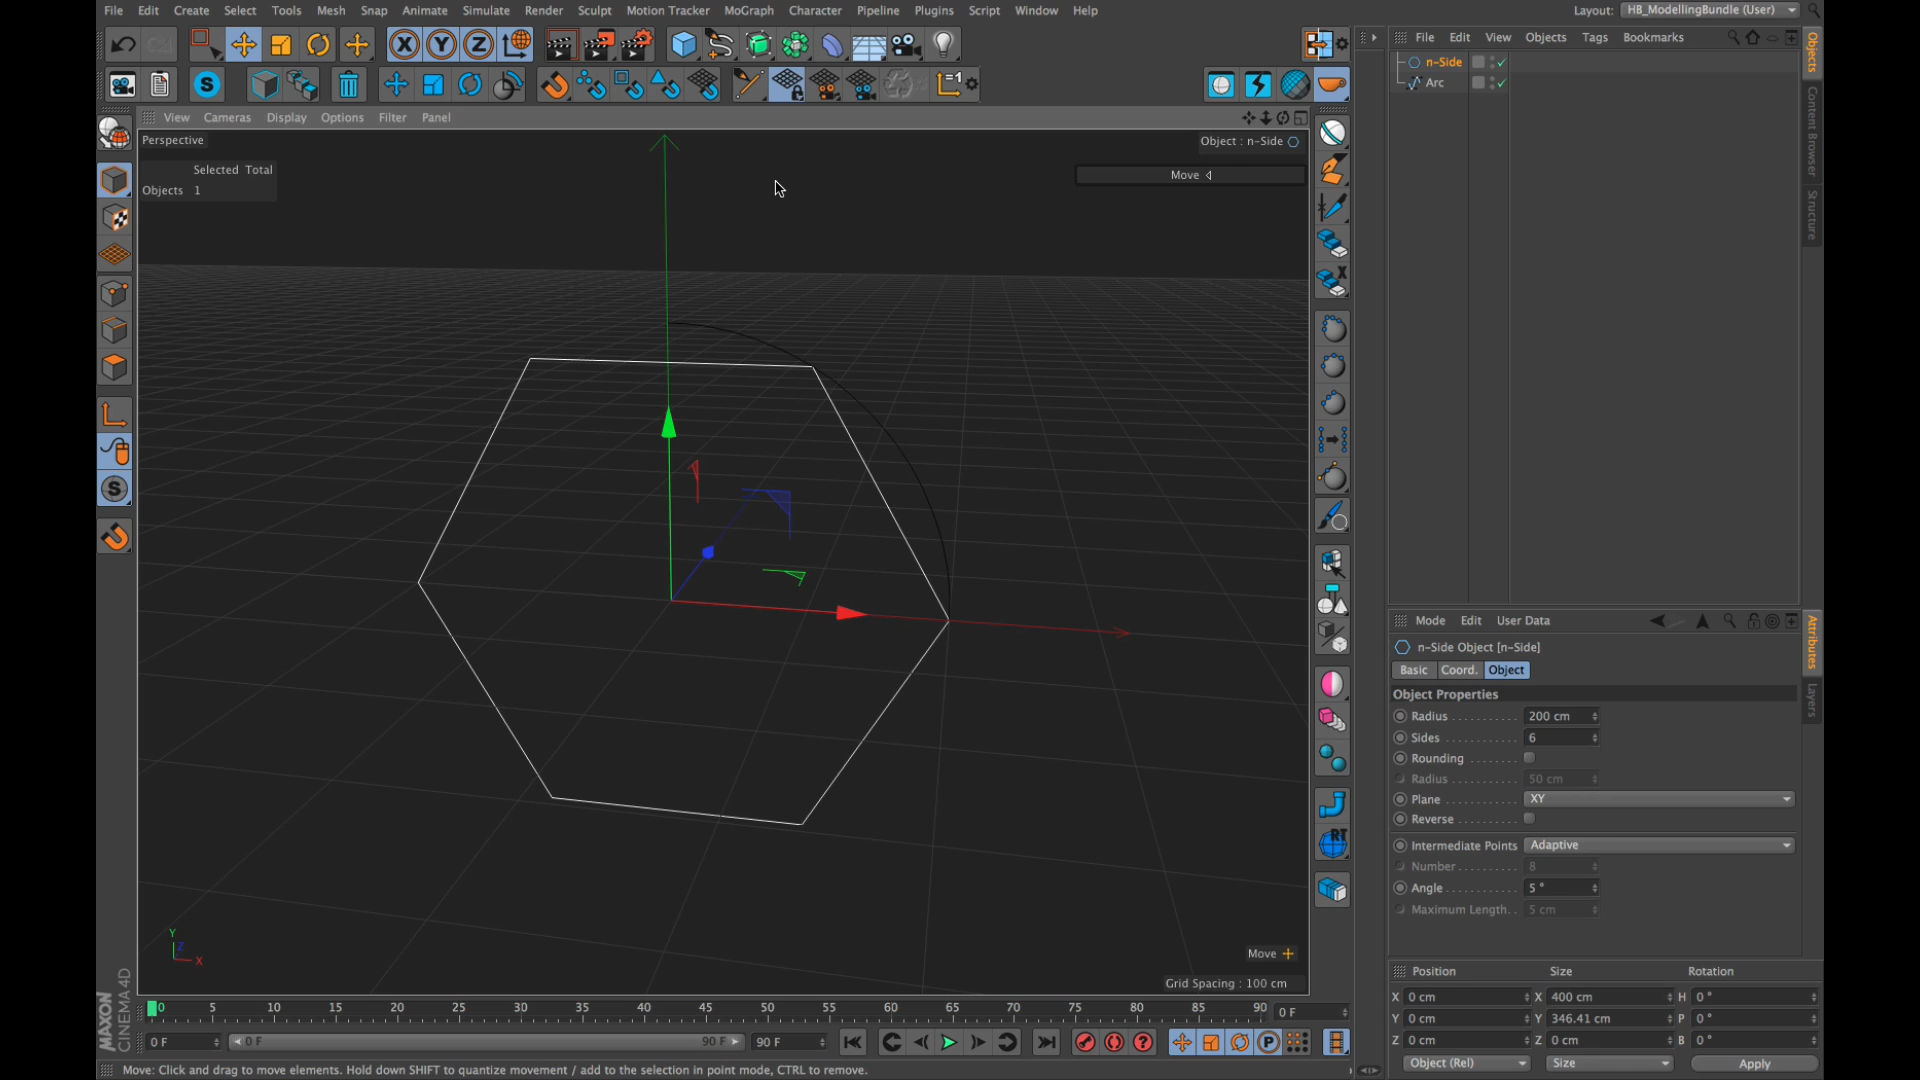 File Edit Create Select Tools Mesh Snap Animate Simulate Render Sculpt Motion Tracker MoGraph Character Pipeline Plugins Script Window Help
Layout: HB_ModellingBundle (User)
File Edit View Objects Tags Bookmarks
n-Side
Arc
View Cameras Display Options Filter Panel
Perspective
Object : n-Side
Selected Total
Objects 1
Move
Objects
Content Browser
Structure
Mode Edit User Data
n-Side Object [n-Side]
Basic Coord. Object
Object Properties
Radius 200 cm
Sides 6
Rounding
Radius 50 cm
Plane XY
Reverse
Intermediate Points Adaptive
Number 8
Angle 5 °
Maximum Length 5 cm
Attributes
Layers
Y
Z
X
Move
Grid Spacing : 100 cm
MAXON
CINEMA 4D
0 5 10 15 20 25 30 35 40 45 50 55 60 65 70 75 80 85 90 0 F
0 F 0 F 90 F 90 F
Position Size Rotation
X 0 cm X 400 cm H 0 °
Y 0 cm Y 346.41 cm P 0 °
Z 0 cm Z 0 cm B 0 °
Object (Rel) Size Apply
Move: Click and drag to move elements. Hold down SHIFT to quantize movement / add to the selection in point mode, CTRL to remove.